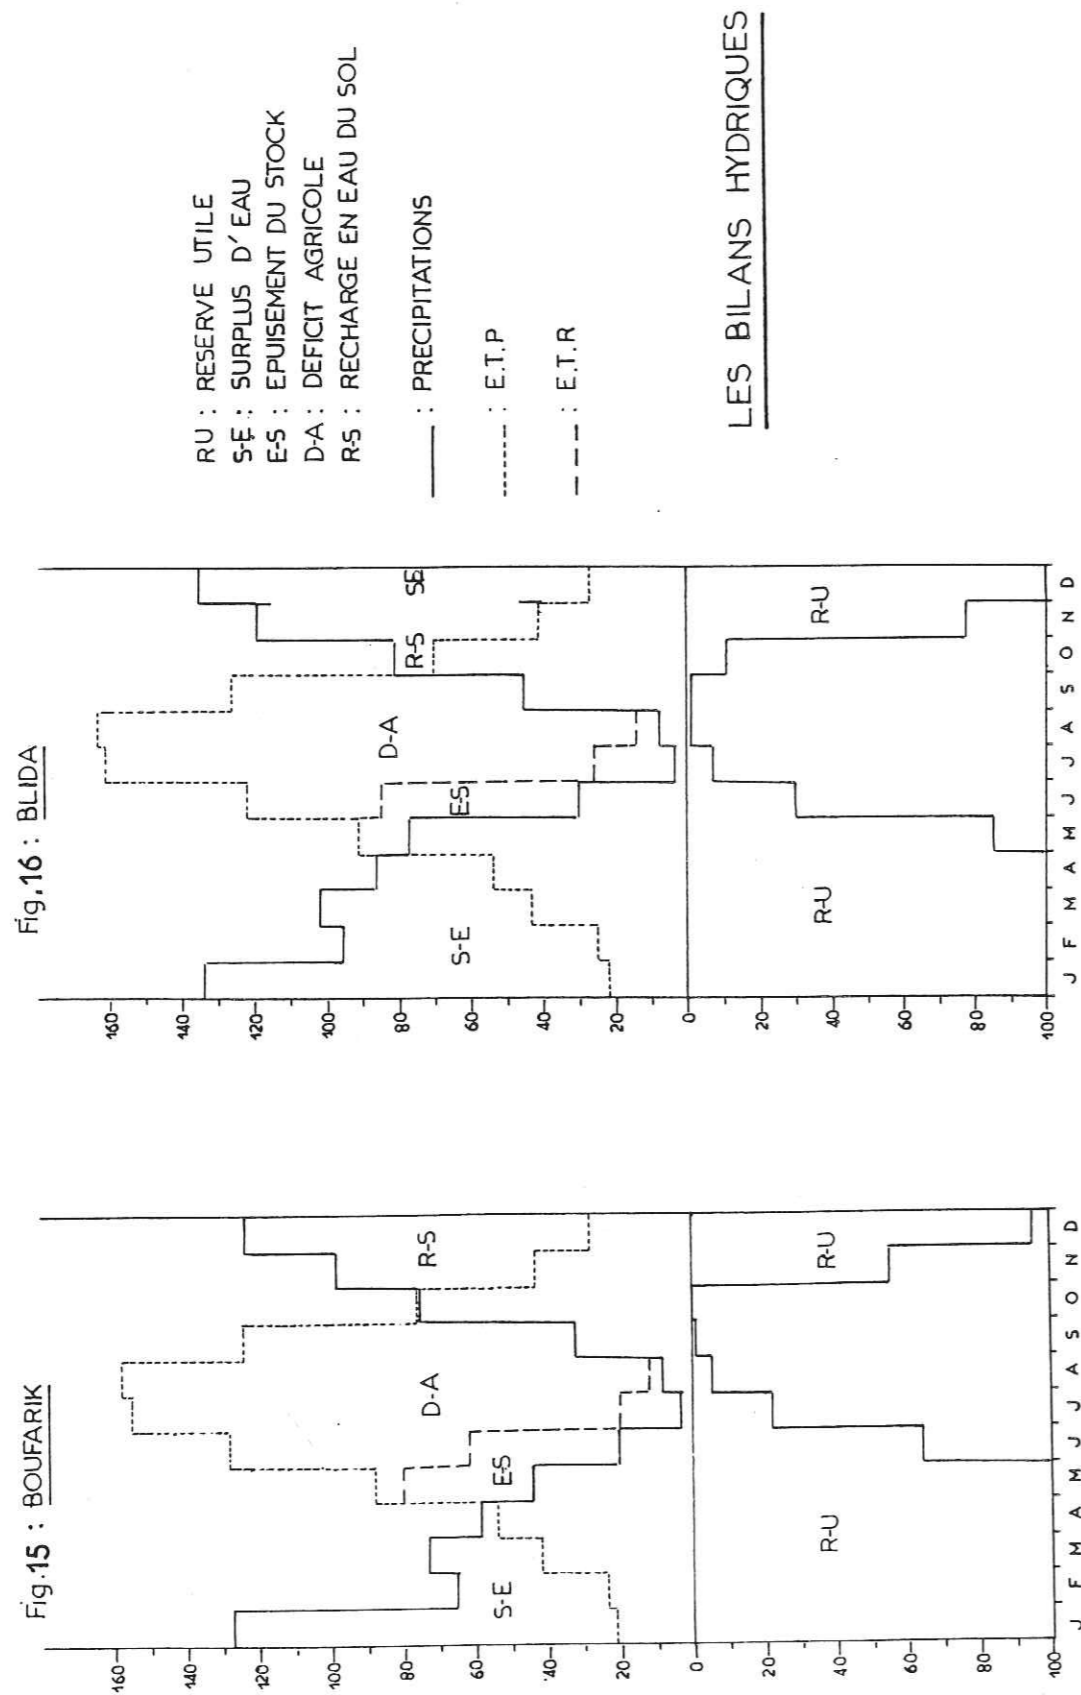 Fig.15 : BOUFARIK
160
140
120
100
80
60
40
20
0
20
40
60
80
100
S-E
E-S
D-A
R-S
R-U
R-U
J F M A M J J A S O N D
Fig.16 : BLIDA
160
140
120
100
80
60
40
20
0
20
40
60
80
100
S-E
E-S
D-A
R-S
SE
R-U
R-U
J F M A M J J A S O N D
RU : RESERVE UTILE
S-E : SURPLUS D'EAU
E-S : EPUISEMENT DU STOCK
D-A : DEFICIT AGRICOLE
R-S : RECHARGE EN EAU DU SOL
: PRECIPITATIONS
: E.T.P
: E.T.R
LES BILANS HYDRIQUES